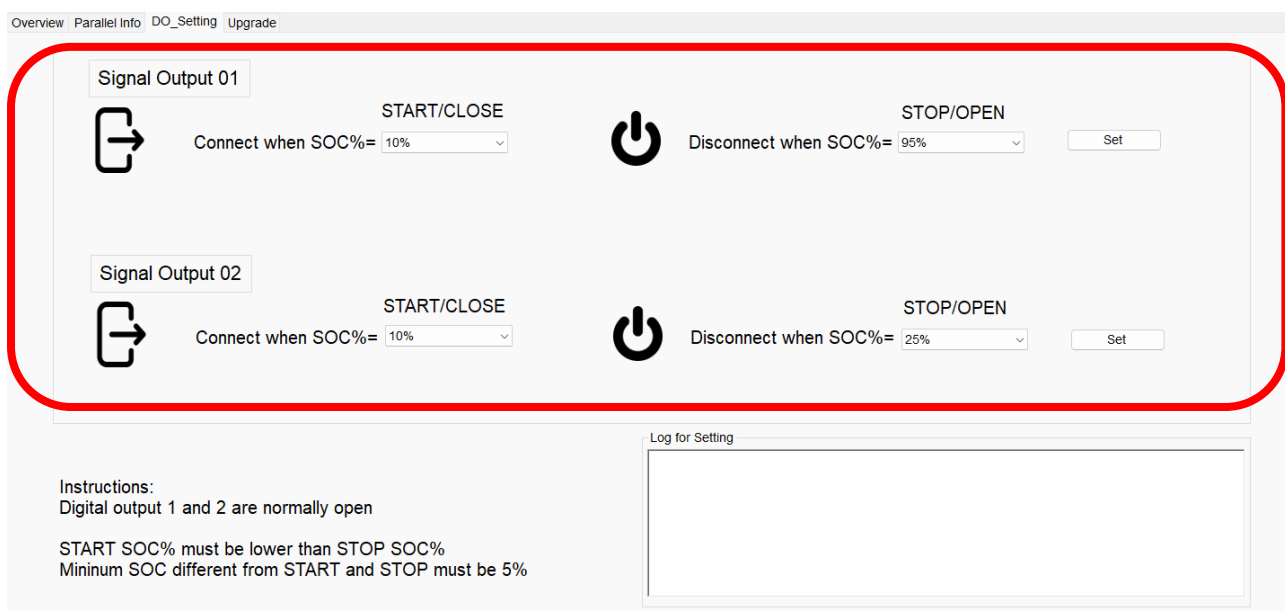 Overview Parallel Info DO_Setting Upgrade
Signal Output 01
START/CLOSE
Connect when SOC%= 10%
STOP/OPEN
Disconnect when SOC%= 95% Set
Signal Output 02
START/CLOSE
Connect when SOC%= 10%
STOP/OPEN
Disconnect when SOC%= 25% Set
Log for Setting
Instructions:
Digital output 1 and 2 are normally open
START SOC% must be lower than STOP SOC%
Mininum SOC different from START and STOP must be 5%